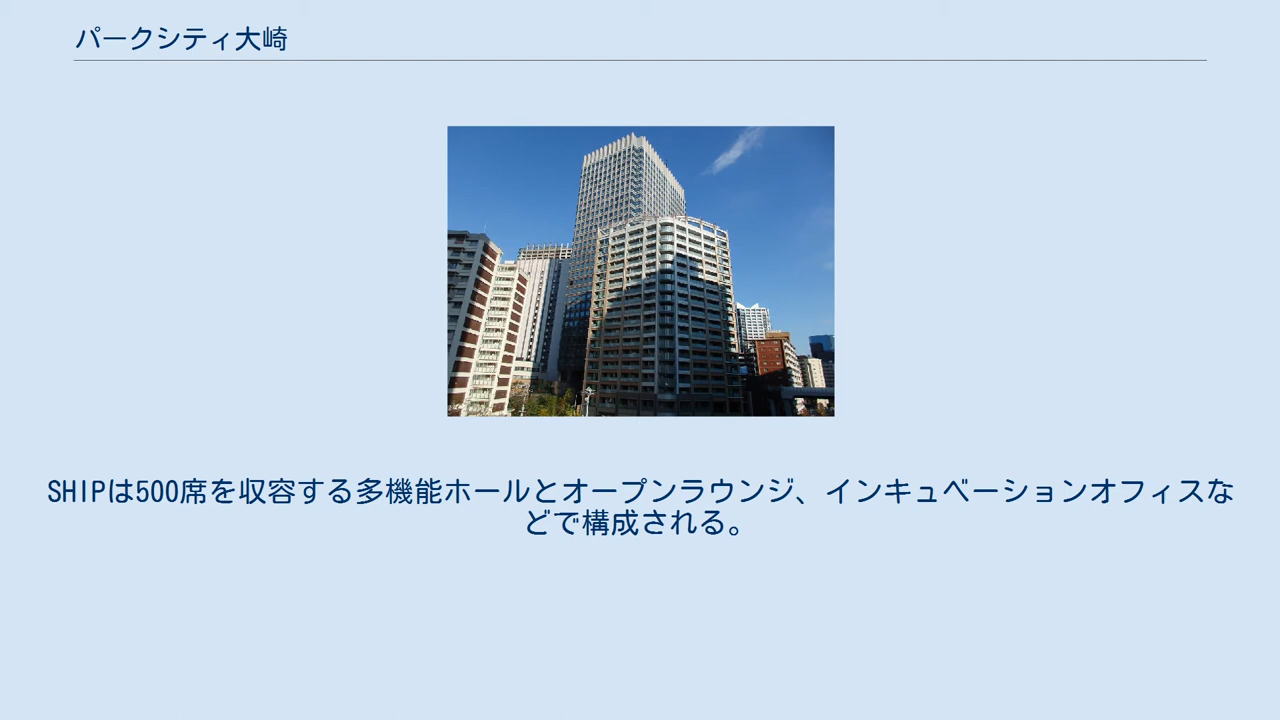 パークシティ大崎
SHIPは500席を収容する多機能ホールとオープンラウンジ、インキュベーションオフィスな
どで構成される。